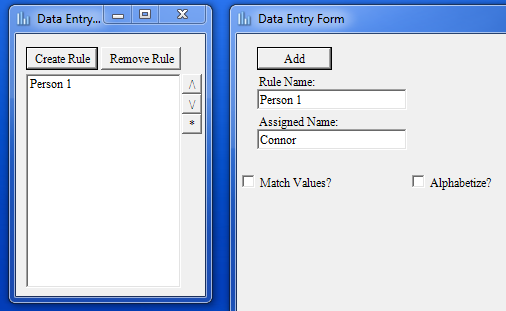 Data Entry...
Create Rule
Remove Rule
Person 1
/\
\/
*
Data Entry Form
Add
Rule Name:
Person 1
Assigned Name:
Connor
Match Values?
Alphabetize?